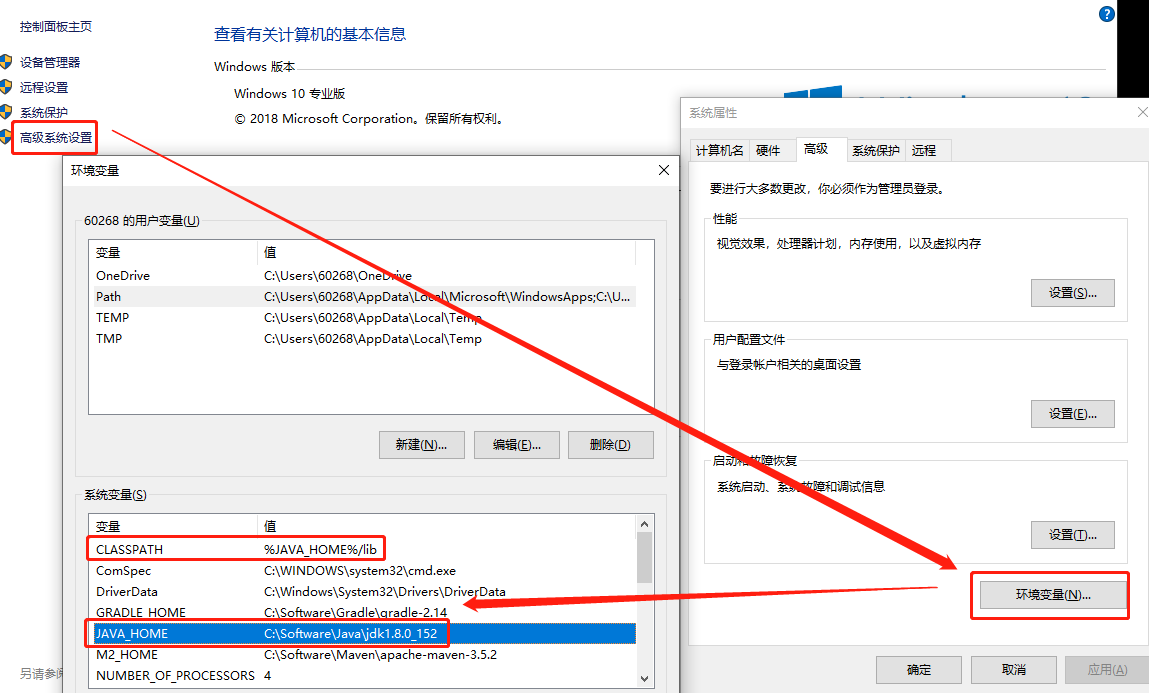 控制面板主页
设备管理器
远程设置
系统保护
高级系统设置
查看有关计算机的基本信息
Windows 版本
Windows 10 专业版
© 2018 Microsoft Corporation。保留所有权利。
?
环境变量
60268 的用户变量(U)
变量 值
OneDrive C:\Users\60268\OneDrive
Path C:\Users\60268\AppData\Local\Microsoft\WindowsApps;C:\U...
TEMP C:\Users\60268\AppData\Local\Temp
TMP C:\Users\60268\AppData\Local\Temp
新建(N)... 编辑(E)... 删除(D)
系统变量(S)
变量 值
CLASSPATH %JAVA_HOME%/lib
ComSpec C:\WINDOWS\system32\cmd.exe
DriverData C:\Windows\System32\Drivers\DriverData
GRADLE_HOME C:\Software\Gradle\gradle-2.14
JAVA_HOME C:\Software\Java\jdk1.8.0_152
M2_HOME C:\Software\Maven\apache-maven-3.5.2
NUMBER_OF_PROCESSORS 4
另请参阅
系统属性
计算机名 硬件 高级 系统保护 远程
要进行大多数更改，你必须作为管理员登录。
性能
视觉效果，处理器计划，内存使用，以及虚拟内存
设置(S)...
用户配置文件
与登录帐户相关的桌面设置
设置(E)...
启动和故障恢复
系统启动、系统故障和调试信息
设置(T)...
环境变量(N)...
确定 取消 应用(A)